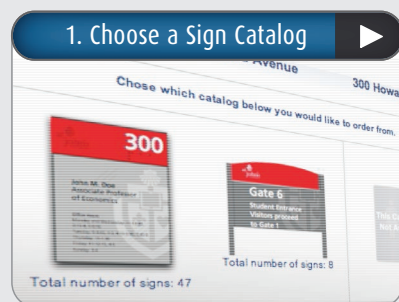 1. Choose a Sign Catalog
Avenue
300 Howa
Chose which catalog below you would like to order from.
300
John M. Doe
Associate Professor
of Economics
Gate 6
Student Entrance
Visitors proceed
to Gate 1
Total number of signs: 47
Total number of signs: 8
This C
Not A